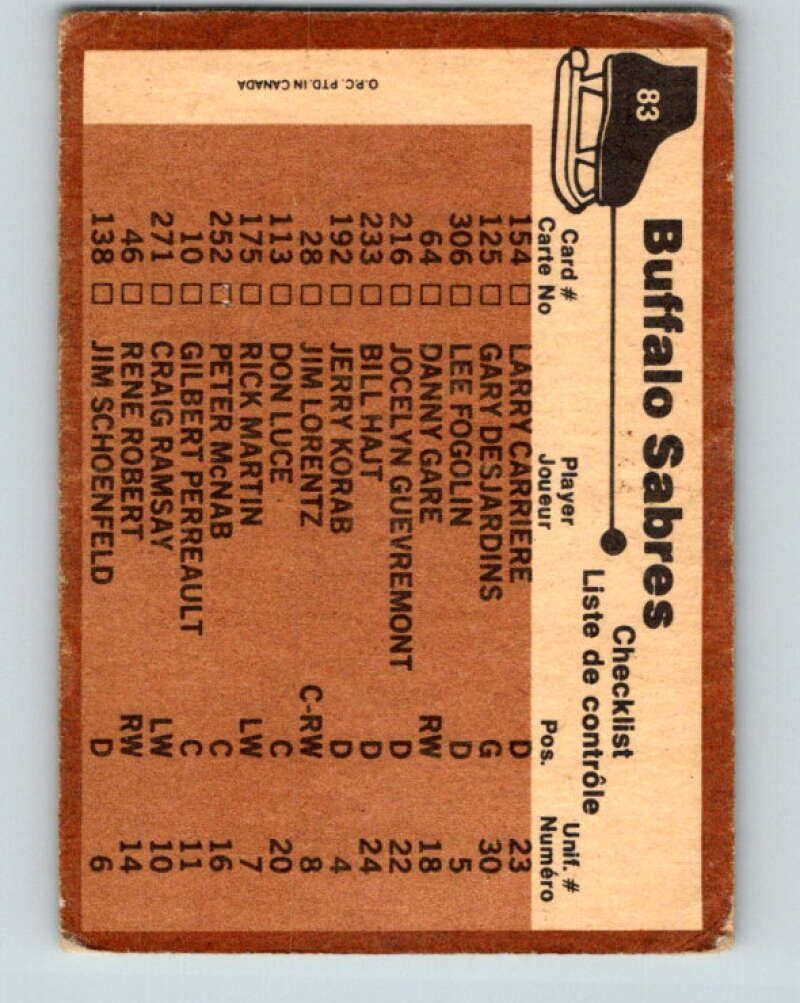 83
Buffalo Sabres
Checklist
Liste de contrôle
Card # Player Unif. #
Carte No Joueur Pos. Numéro
154 □ LARRY CARRIERE D 23
125 □ GARY DESJARDINS G 30
306 □ LEE FOGOLIN D 5
64 □ DANNY GARE RW 18
216 □ JOCELYN GUEVREMONT D 22
233 □ BILL HAJT D 24
192 □ JERRY KORAB D 4
28 □ JIM LORENTZ C-RW 8
113 □ DON LUCE C 20
175 □ RICK MARTIN LW 7
252 □ PETER McNAB C 16
10 □ GILBERT PERREAULT C 11
271 □ CRAIG RAMSAY LW 10
46 □ RENE ROBERT RW 14
138 □ JIM SCHOENFELD D 6
O.P.C. PTD. IN CANADA